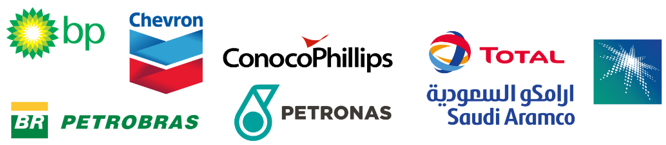 bp
Chevron
ConocoPhillips
TOTAL
ارامكو السعودية
Saudi Aramco
BR PETROBRAS
PETRONAS